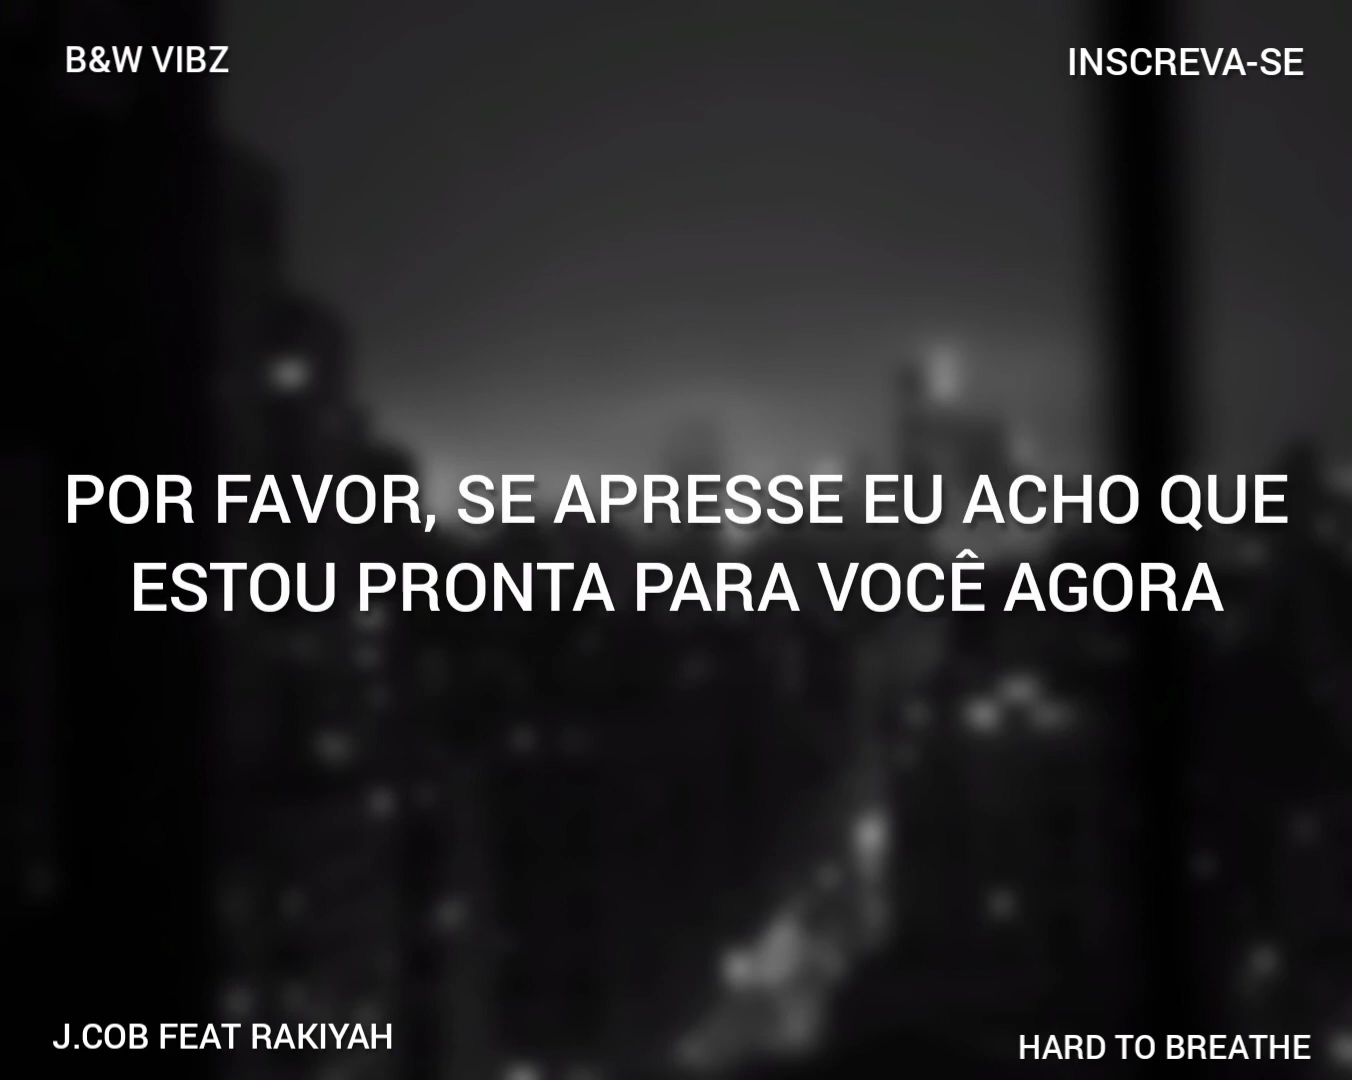 B&W VIBZ
INSCREVA-SE
POR FAVOR, SE APRESSE EU ACHO QUE
ESTOU PRONTA PARA VOCÊ AGORA
J.COB FEAT RAKIYAH
HARD TO BREATHE